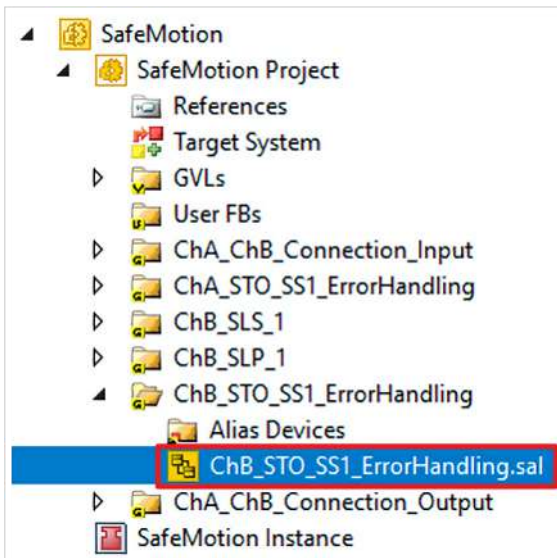 SafeMotion
SafeMotion Project
References
Target System
GVLs
User FBs
ChA_ChB_Connection_Input
ChA_STO_SS1_ErrorHandling
ChB_SLS_1
ChB_SLP_1
ChB_STO_SS1_ErrorHandling
Alias Devices
ChB_STO_SS1_ErrorHandling.sal
ChA_ChB_Connection_Output
SafeMotion Instance